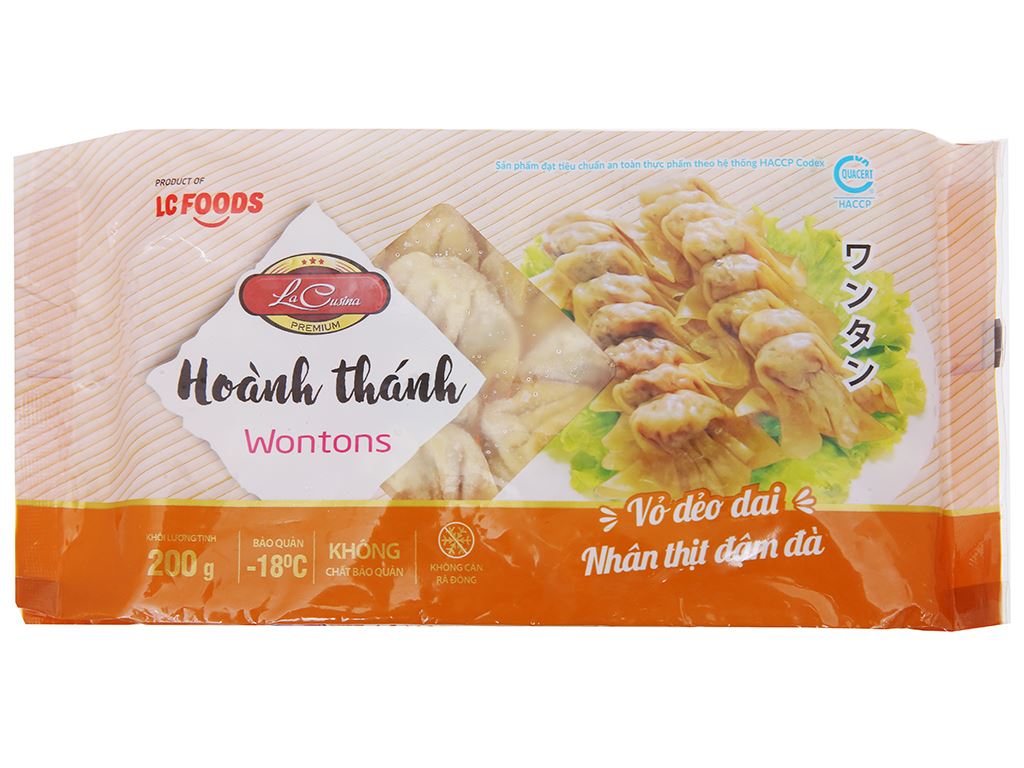 PRODUCT OF
LC FOODS
Sản phẩm đạt tiêu chuẩn an toàn thực phẩm theo hệ thống HACCP Codex
QUACERT
HACCP
La Cusina
PREMIUM
Hoành thánh
Wontons
ワンタン
Vỏ dẻo dai
Nhân thịt đậm đà
KHỐI LƯỢNG TỊNH
200 g
BẢO QUẢN
-18°C
KHÔNG
CHẤT BẢO QUẢN
KHÔNG CẦN
RÃ ĐÔNG